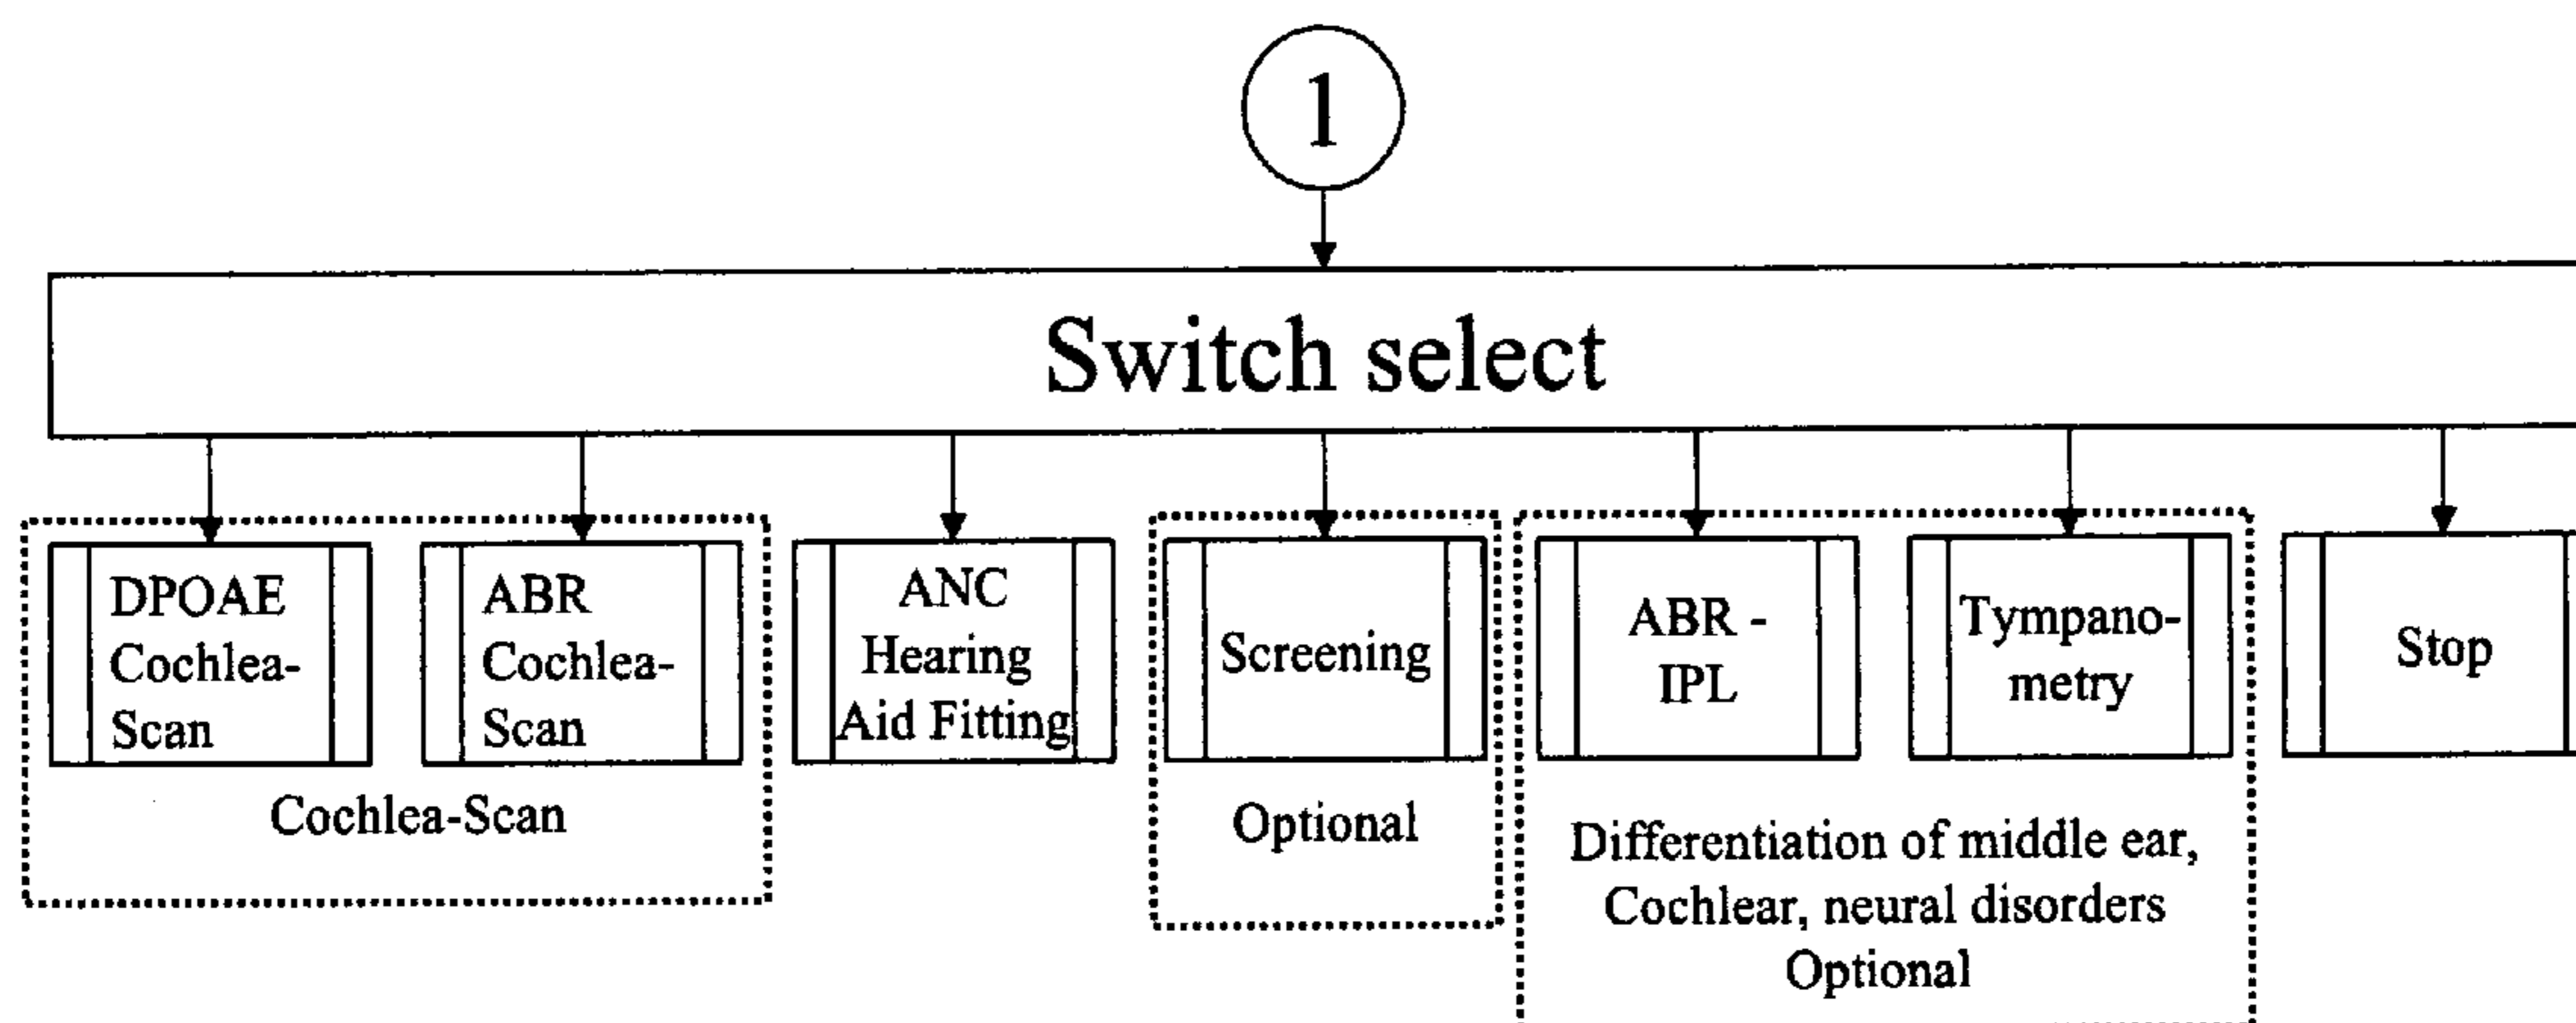 1
Switch select
DPOAE
Cochlea-
Scan
ABR
Cochlea-
Scan
ANC
Hearing
Aid Fitting
Screening
ABR -
IPL
Tympano-
metry
Stop
Cochlea-Scan
Optional
Differentiation of middle ear,
Cochlear, neural disorders
Optional